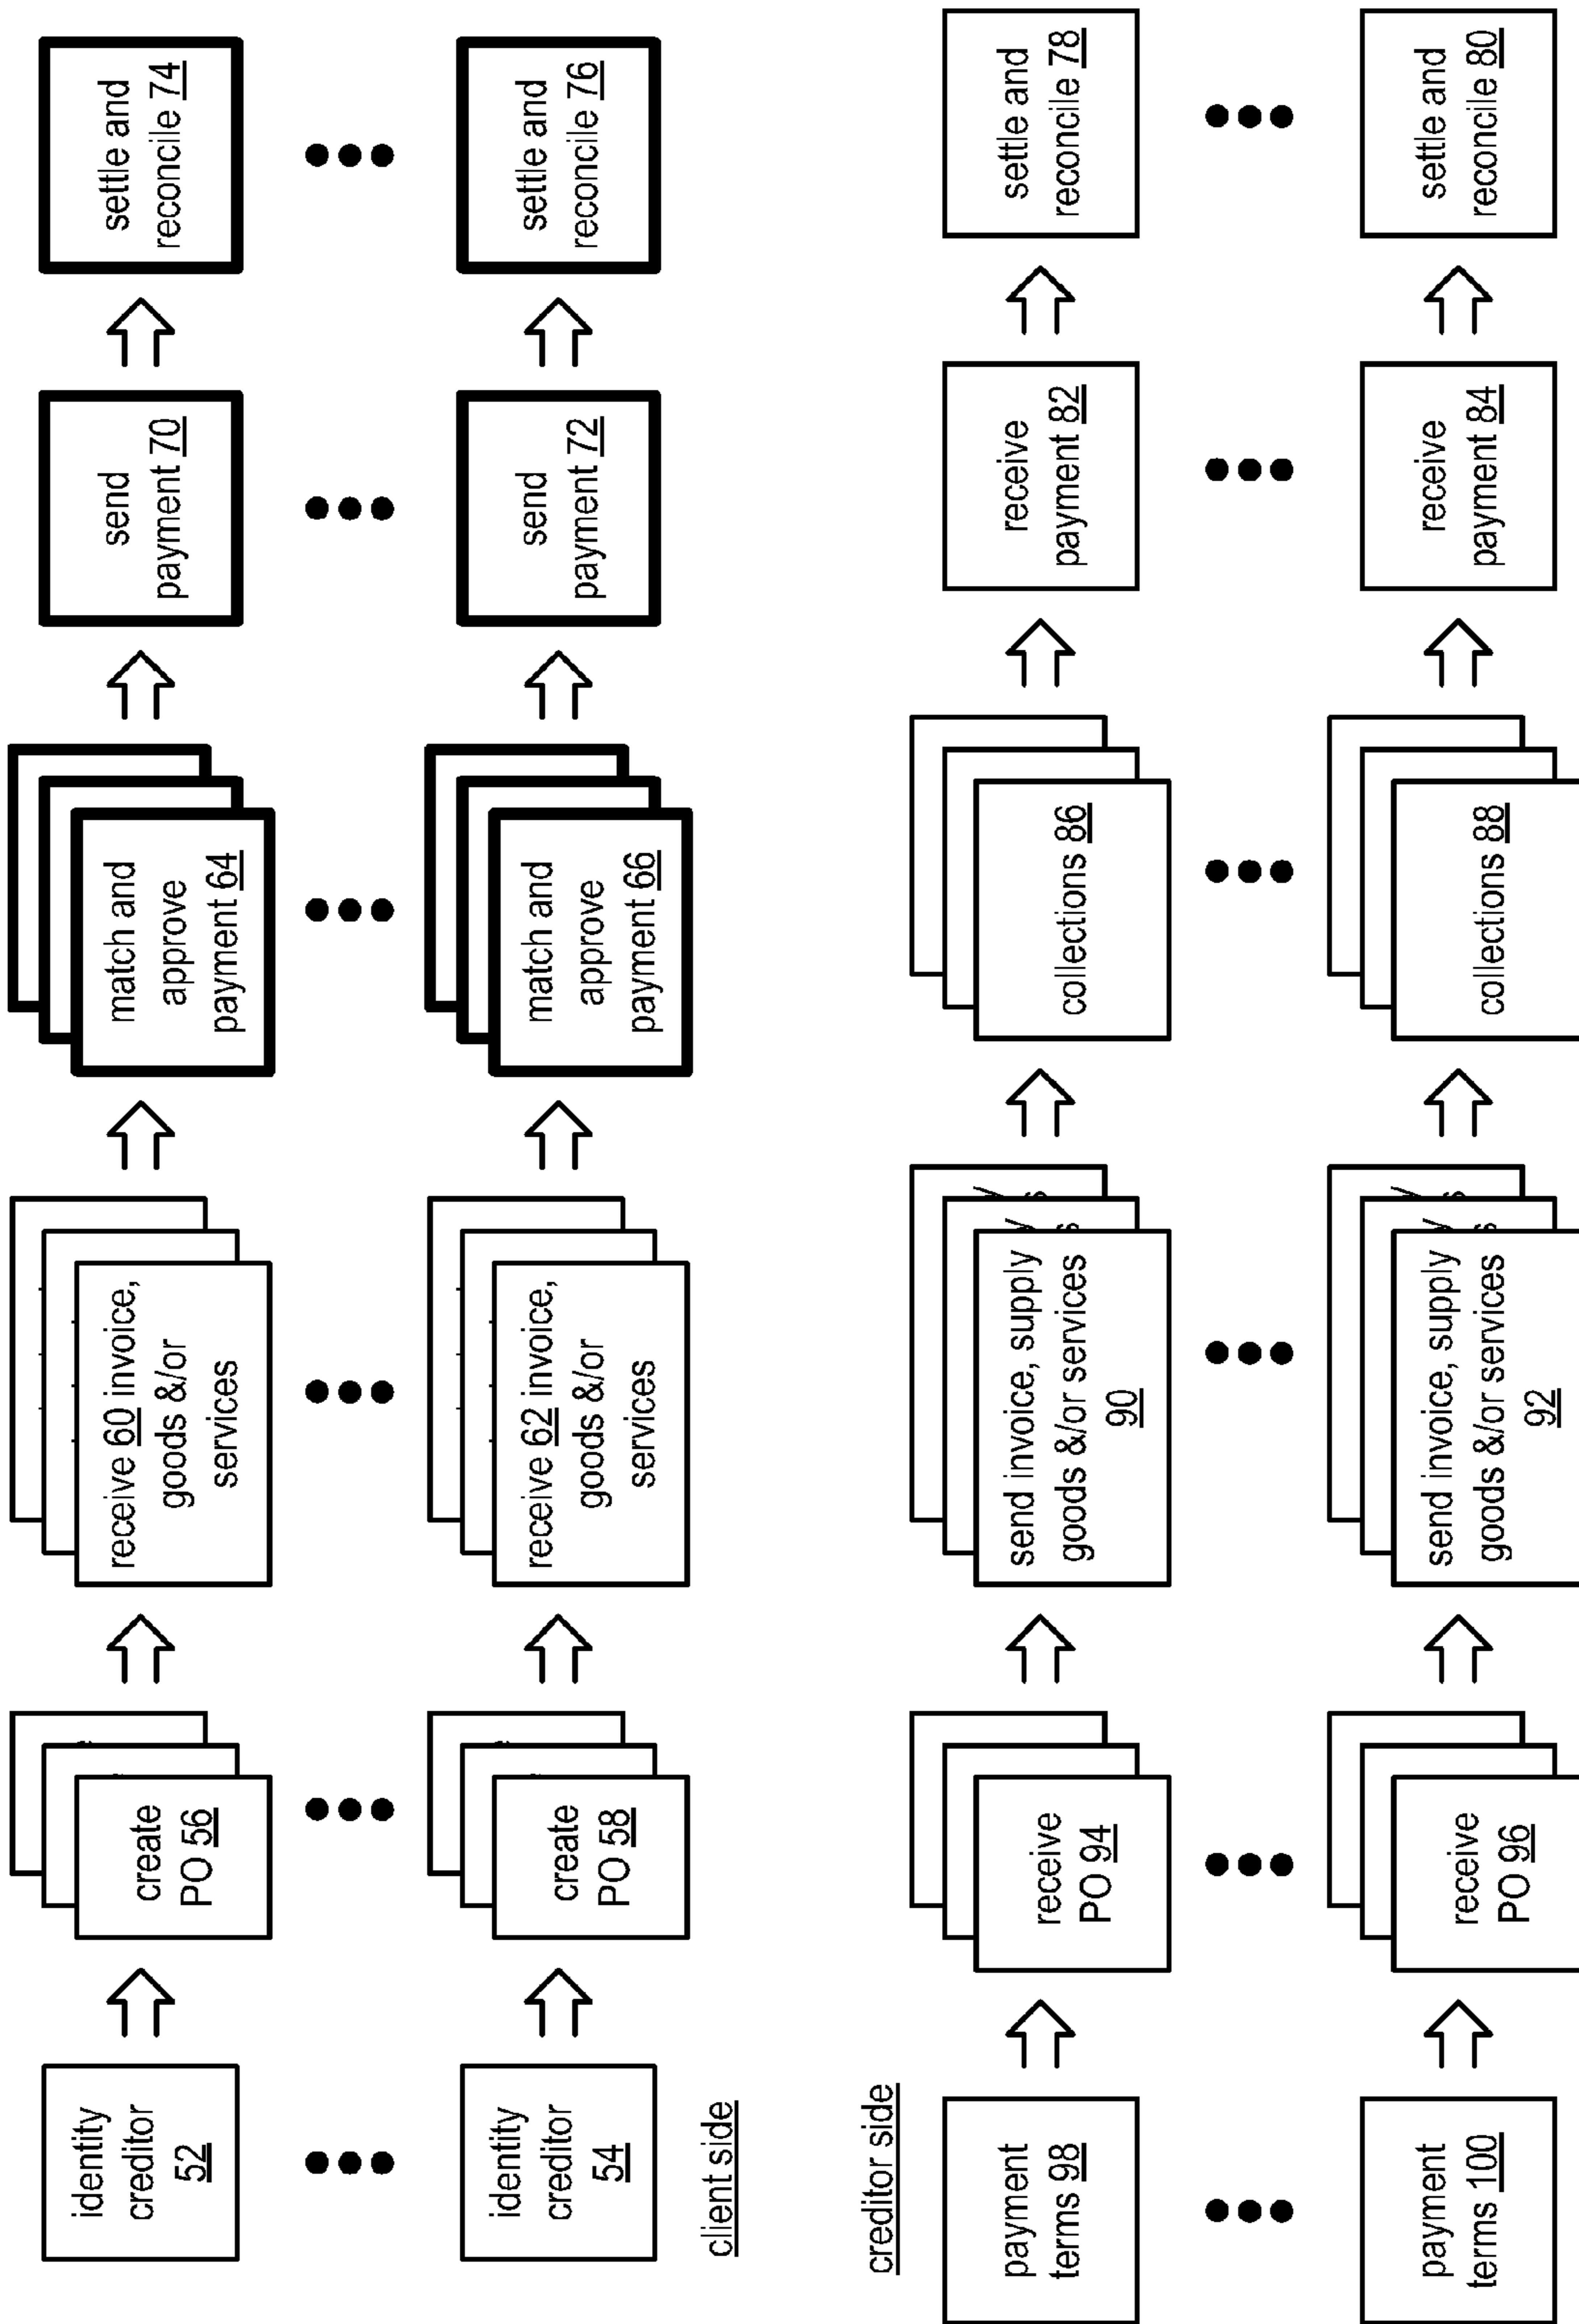 identity
creditor
52
create
PO 56
receive 60 invoice,
goods &/or
services
match and
approve
payment 64
send
payment 70
settle and
reconcile 74
identity
creditor
54
create
PO 58
receive 62 invoice,
goods &/or
services
match and
approve
payment 66
send
payment 72
settle and
reconcile 76
client side
creditor side
payment
terms 98
receive
PO 94
send invoice, supply
goods &/or services
90
collections 86
receive
payment 82
settle and
reconcile 78
payment
terms 100
receive
PO 96
send invoice, supply
goods &/or services
92
collections 88
receive
payment 84
settle and
reconcile 80